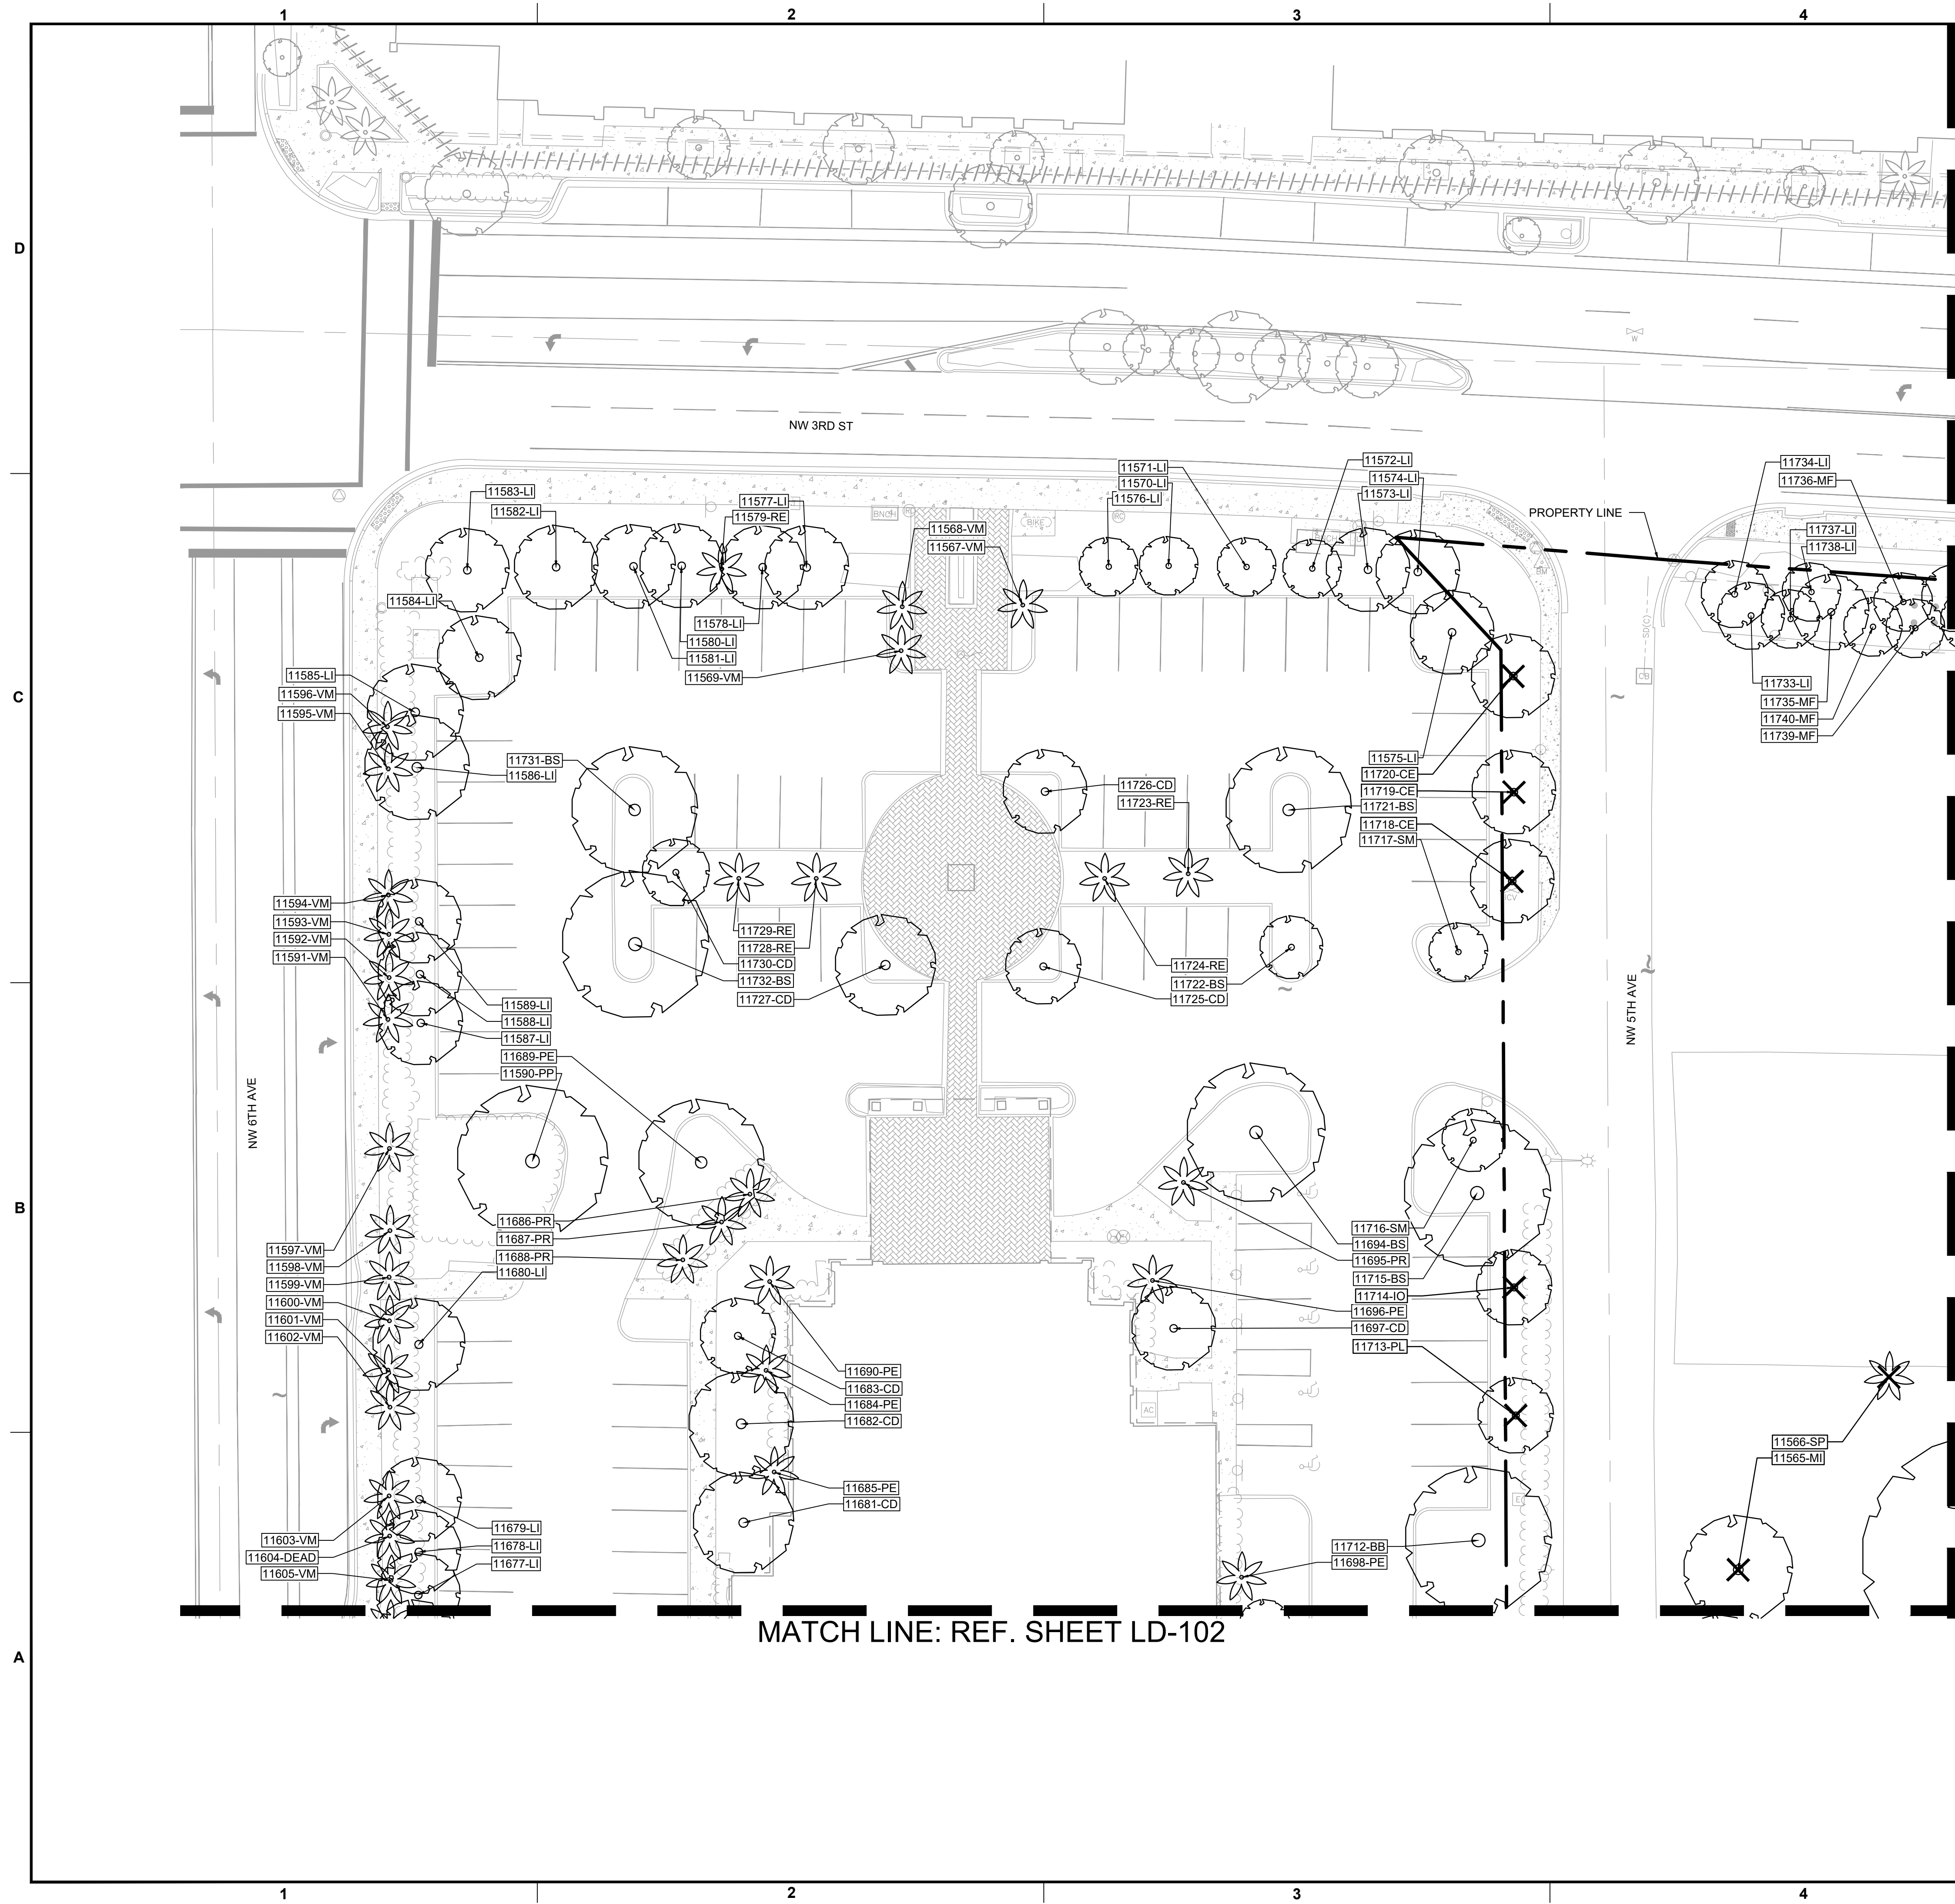 1
2
3
4
D
NW 3RD ST
11571-LI
11570-LI
11576-LI
11572-LI
11574-LI
11573-LI
11734-LI
11736-MF
PROPERTY LINE
11737-LI
11738-LI
11583-LI
11582-LI
11577-LI
11579-RE
BNCH
BIKE
11568-VM
11567-VM
11584-LI
11578-LI
11580-LI
11581-LI
11569-VM
SD(C)
CB
W
11585-LI
11596-VM
11595-VM
C
11733-LI
11735-MF
11740-MF
11739-MF
11731-BS
11586-LI
11575-LI
11720-CE
11719-CE
11721-BS
11718-CE
11717-SM
11726-CD
11723-RE
11594-VM
11593-VM
11592-VM
11591-VM
11729-RE
11728-RE
11730-CD
11732-BS
11727-CD
11724-RE
11722-BS
11725-CD
11589-LI
11588-LI
11587-LI
11689-PE
11590-PP
NW 6TH AVE
NW 5TH AVE
B
11686-PR
11687-PR
11688-PR
11680-LI
11597-VM
11598-VM
11599-VM
11600-VM
11601-VM
11602-VM
11716-SM
11694-BS
11695-PR
11715-BS
11714-IO
11696-PE
11697-CD
11713-PL
11690-PE
11683-CD
11684-PE
11682-CD
AC
11566-SP
11565-MI
11685-PE
11681-CD
11603-VM
11604-DEAD
11605-VM
11679-LI
11678-LI
11677-LI
11712-BB
11698-PE
MATCH LINE: REF. SHEET LD-102
A
1
2
3
4